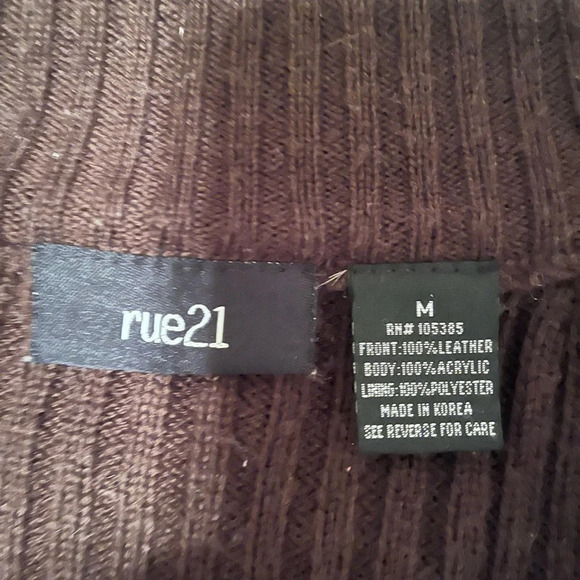 rue21
M
RN# 105385
FRONT:100%LEATHER
BODY:100% ACRYLIC
LINING:100%POLYESTER
MADE IN KOREA
SEE REVERSE FOR CARE